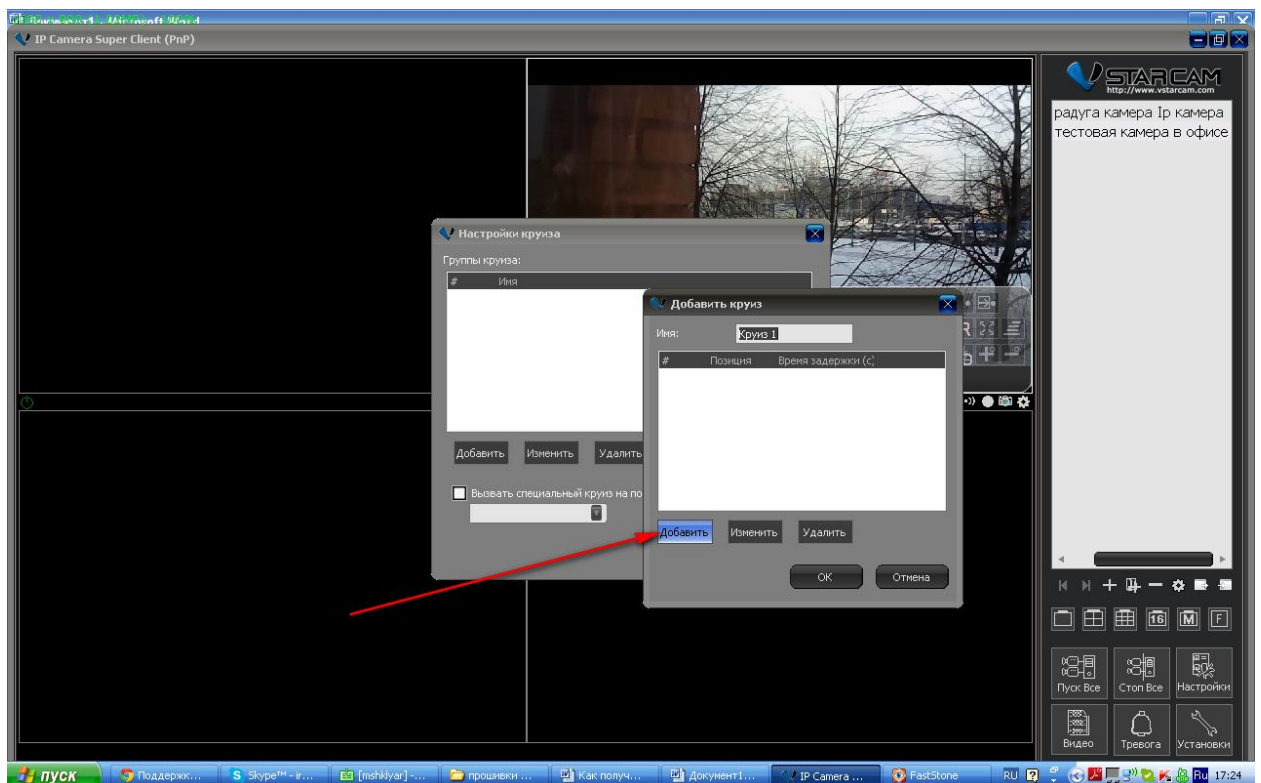 IP Camera Super Client (PnP)
VSTARCAM
http://www.vstarcam.com
радуга камера Ip камера
тестовая камера в офисе
Настройки круиза
Группы круиза:
# Имя
Добавить Изменить Удалить
Вызвать специальный круиз на по
Добавить круиз
Имя: Круиз 1
# Позиция Время задержки (с)
Добавить Изменить Удалить
OK Отмена
16 M F
Пуск Все Стоп Все Настройки
Видео Тревога Установки
пуск Поддержк... Skype™ - ir... [mshklyar] -... прошивки ... Как получ... Документ1... IP Camera ... FastStone RU Ru 17:24